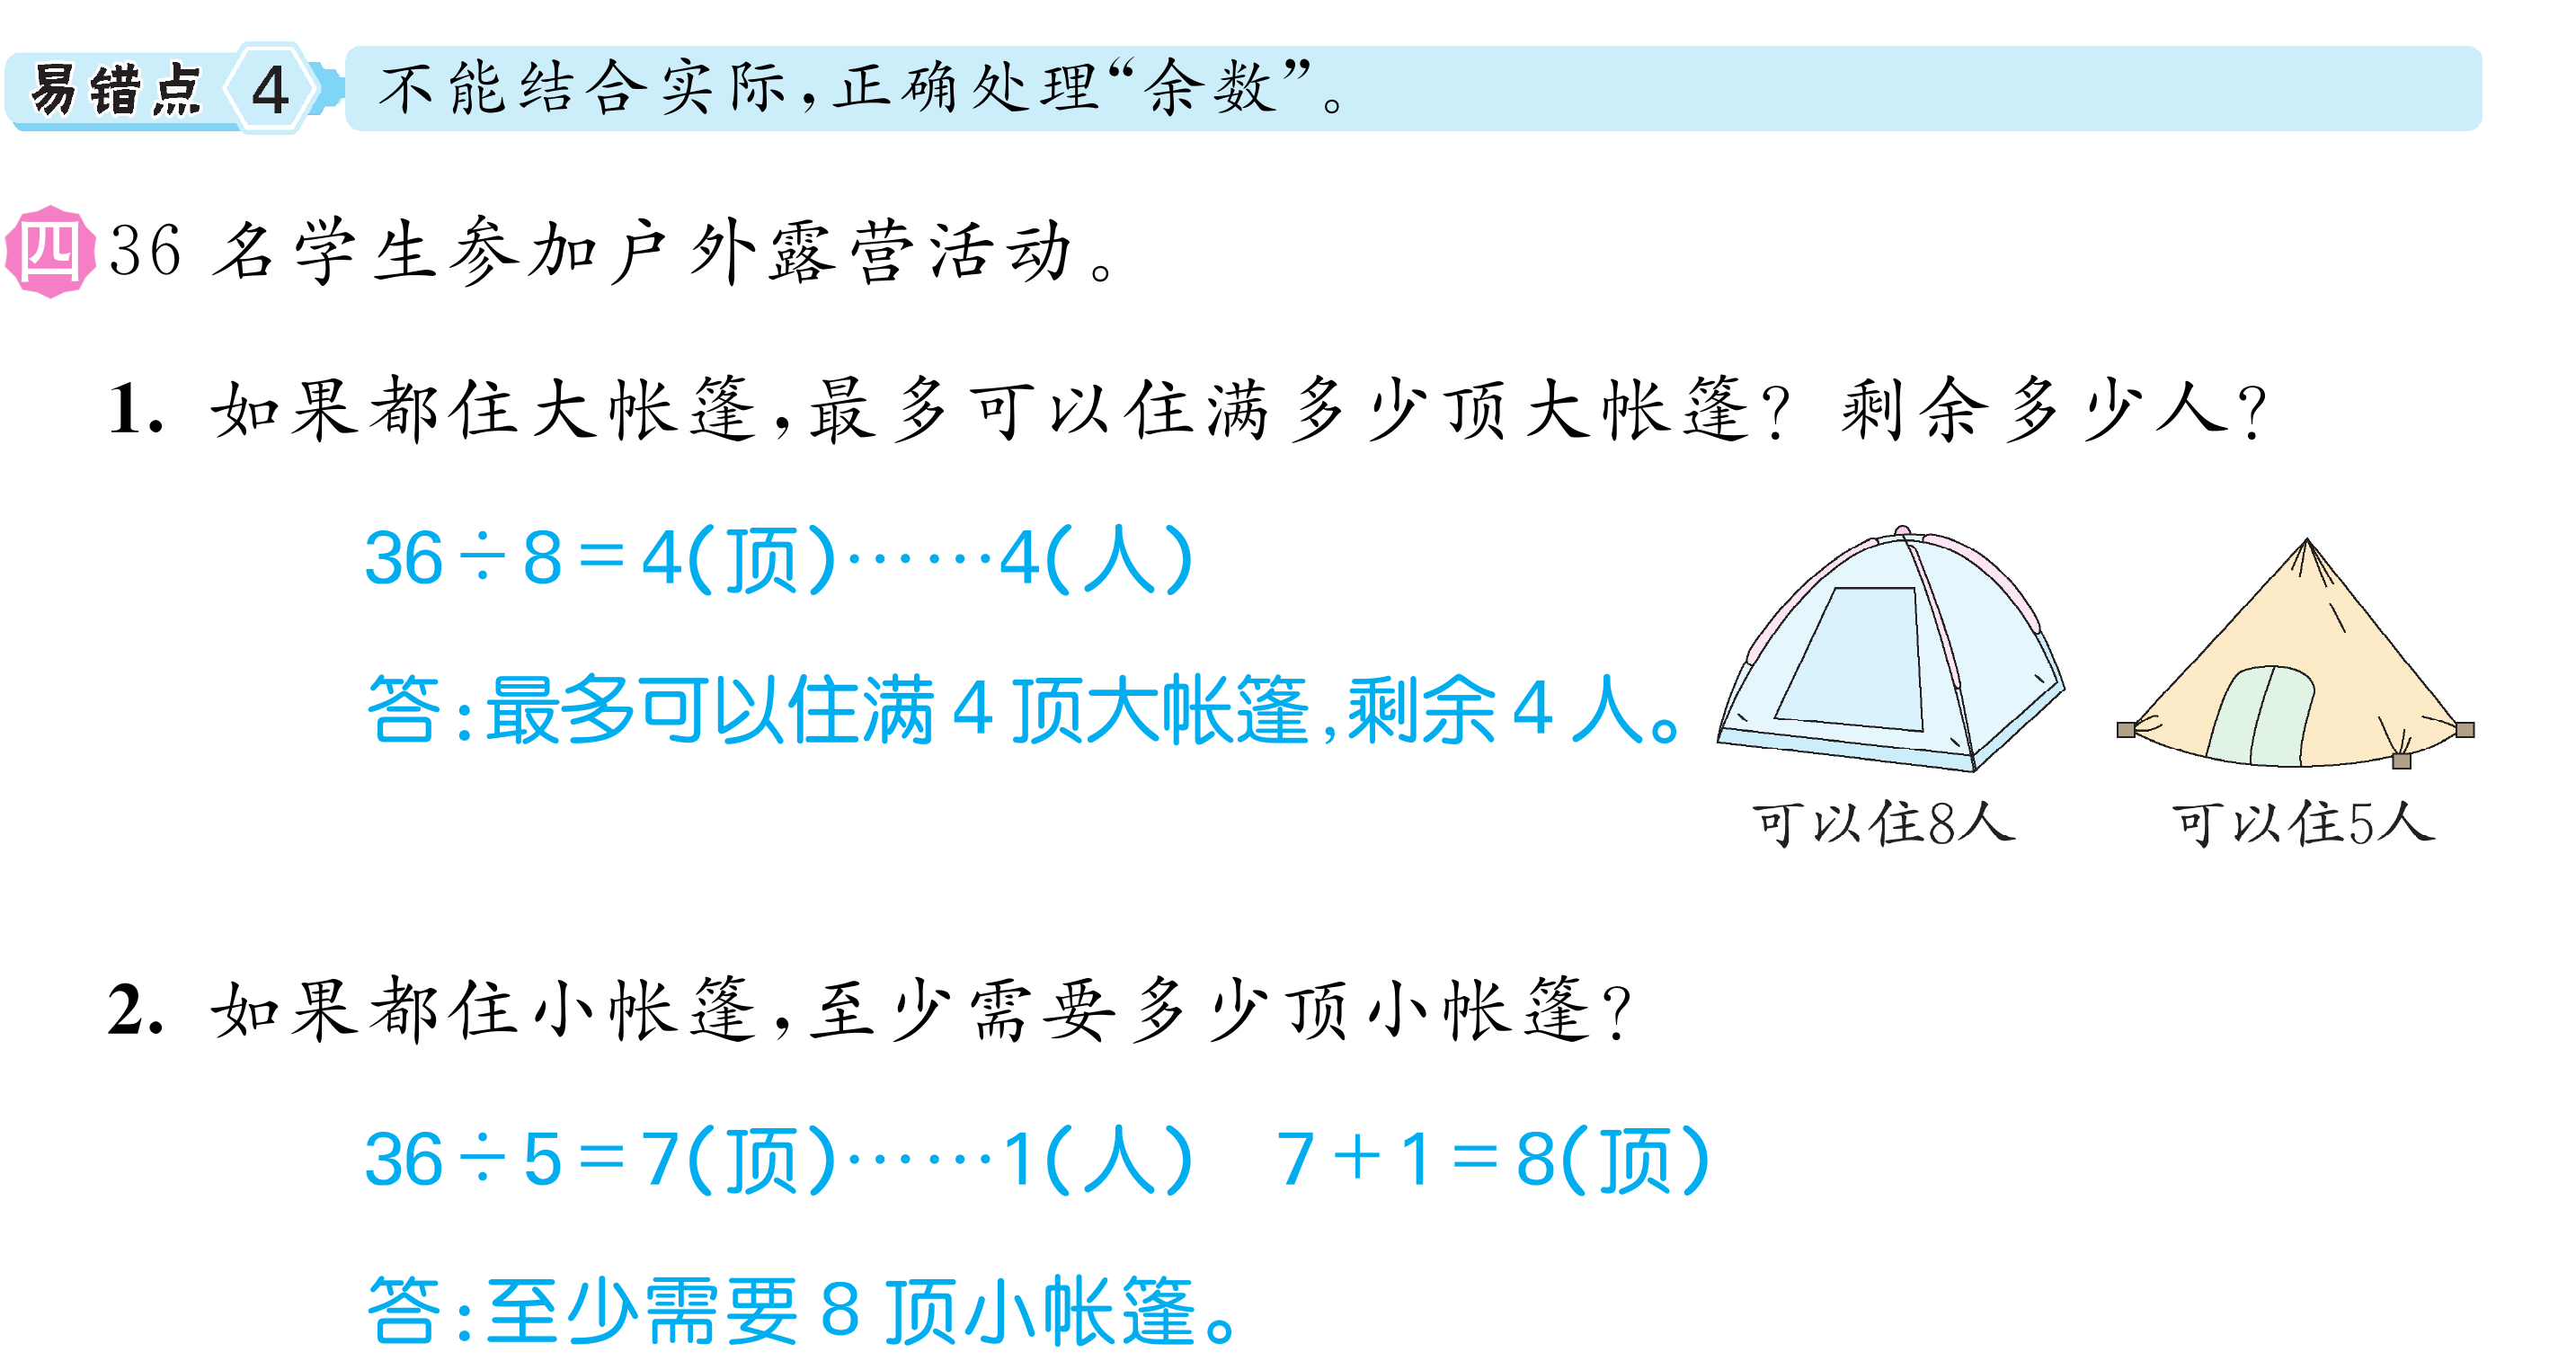 易错点 4 不能结合实际,正确处理“余数”。
四 36 名学生参加户外露营活动。
1. 如果都住大帐篷,最多可以住满多少顶大帐篷? 剩余多少人?
36÷8=4(顶)……4(人)
答:最多可以住满 4 顶大帐篷,剩余 4 人。
可以住8人 可以住5人
2. 如果都住小帐篷,至少需要多少顶小帐篷?
36÷5=7(顶)……1(人) 7+1=8(顶)
答:至少需要 8 顶小帐篷。